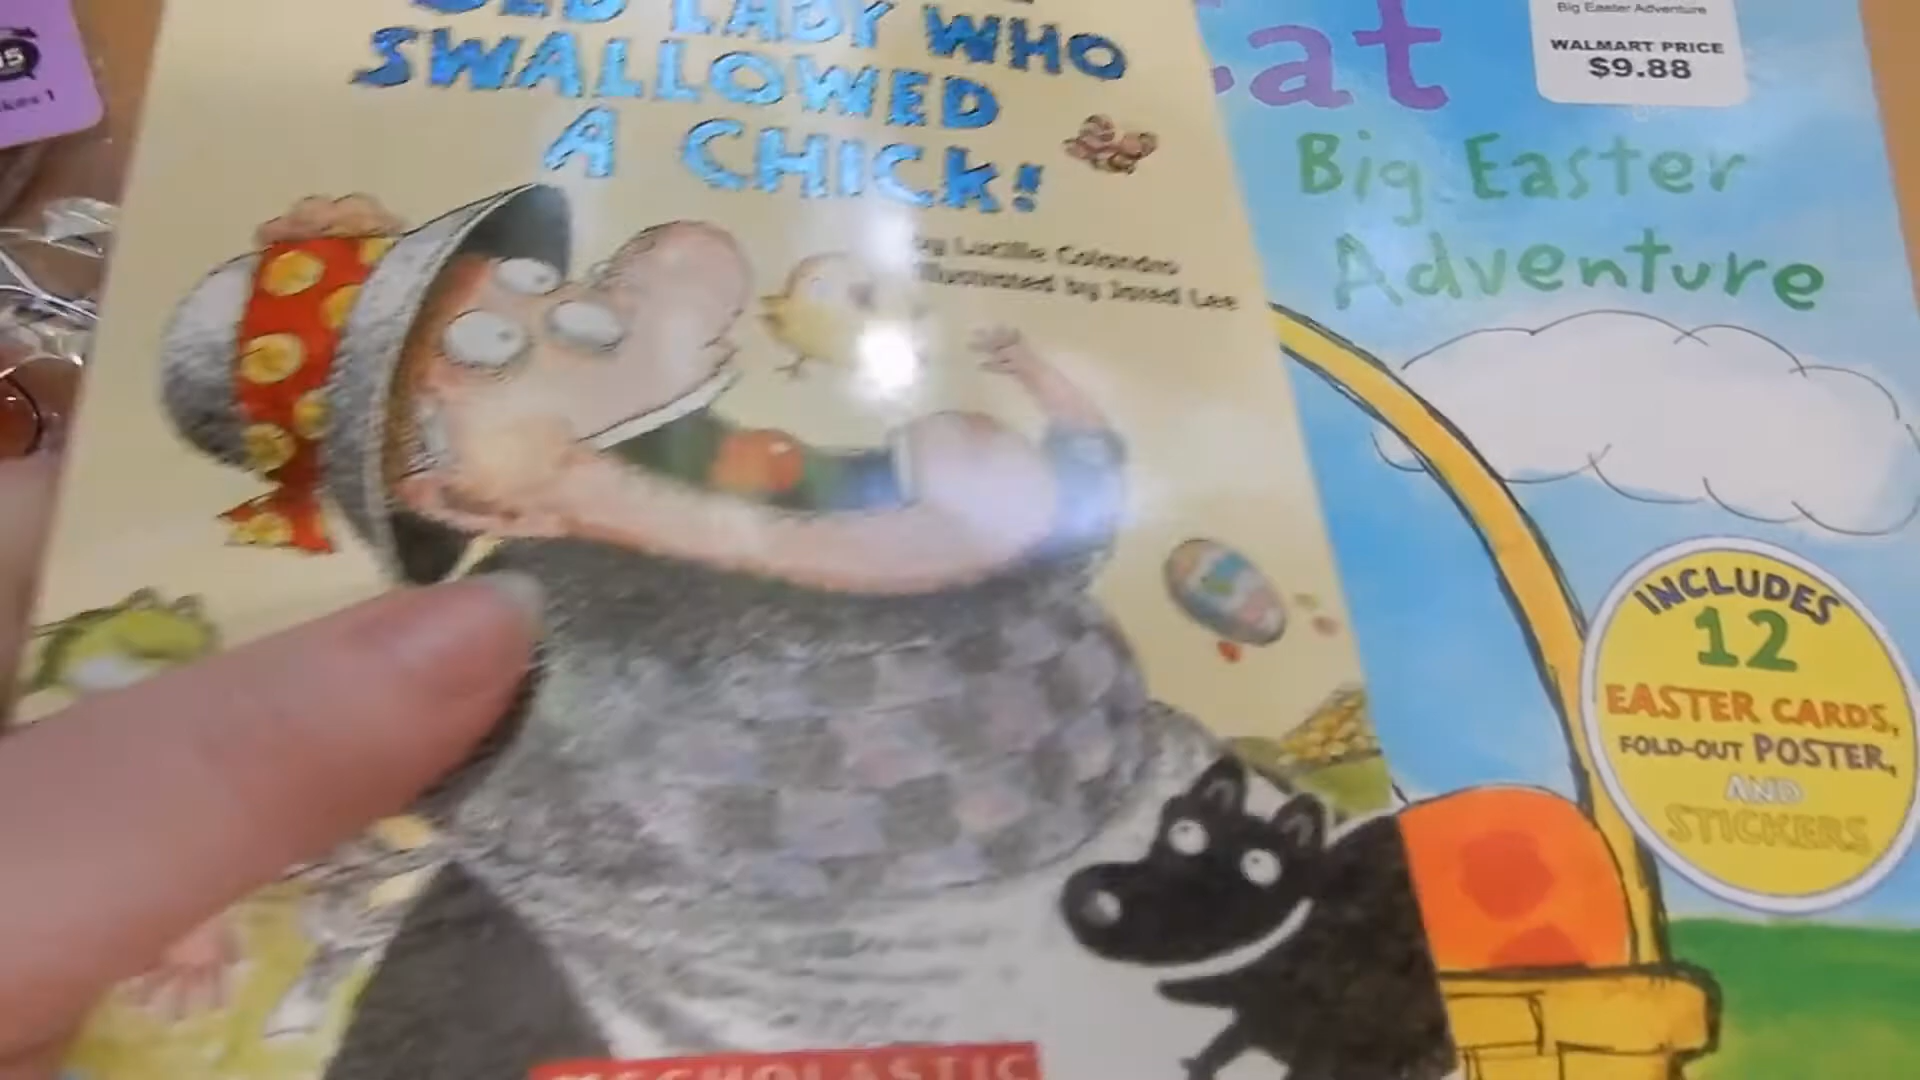 OLD LADY WHO
SWALLOWED
A CHICK!
by Lucille Colandro
Illustrated by Jared Lee
SCHOLASTIC
Cat
Big Easter
Adventure
Big Easter Adventure
WALMART PRICE
$9.88
INCLUDES
12
EASTER CARDS,
FOLD-OUT POSTER,
AND
STICKERS